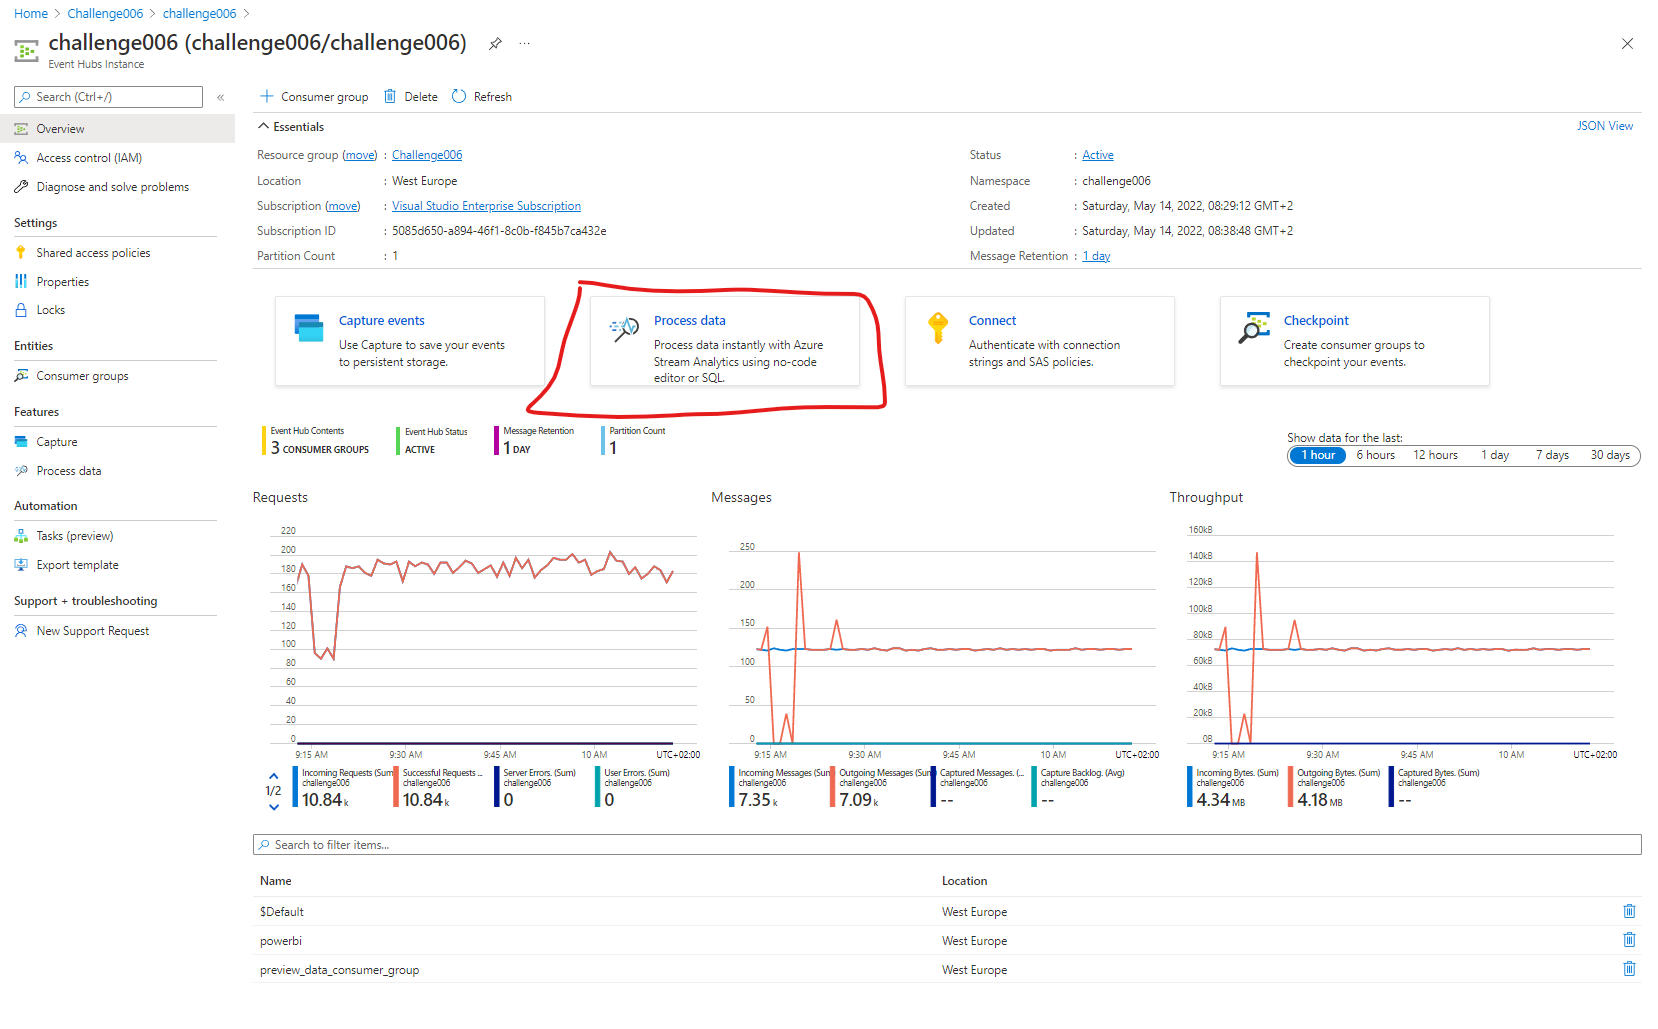 Home > Challenge006 > challenge006 >
challenge006 (challenge006/challenge006) ...
Event Hubs Instance
Search (Ctrl+/) «
Overview
Access control (IAM)
Diagnose and solve problems
Settings
Shared access policies
Properties
Locks
Entities
Consumer groups
Features
Capture
Process data
Automation
Tasks (preview)
Export template
Support + troubleshooting
New Support Request
Consumer group Delete Refresh
Essentials JSON View
Resource group (move) : Challenge006
Location : West Europe
Subscription (move) : Visual Studio Enterprise Subscription
Subscription ID : 5085d650-a894-46f1-8c0b-f845b7ca432e
Partition Count : 1
Status : Active
Namespace : challenge006
Created : Saturday, May 14, 2022, 08:29:12 GMT+2
Updated : Saturday, May 14, 2022, 08:38:48 GMT+2
Message Retention : 1 day
Capture events
Use Capture to save your events
to persistent storage.
Process data
Process data instantly with Azure
Stream Analytics using no-code
editor or SQL.
Connect
Authenticate with connection
strings and SAS policies.
Checkpoint
Create consumer groups to
checkpoint your events.
Event Hub Contents
3 CONSUMER GROUPS
Event Hub Status
ACTIVE
Message Retention
1 DAY
Partition Count
1
Show data for the last:
1 hour 6 hours 12 hours 1 day 7 days 30 days
Requests
220
200
180
160
140
120
100
80
60
40
20
0
9:15 AM 9:30 AM 9:45 AM 10 AM UTC+02:00
1/2
Incoming Requests (Sum)
challenge006
10.84 k
Successful Requests ...
challenge006
10.84 k
Server Errors. (Sum)
challenge006
0
User Errors. (Sum)
challenge006
0
Messages
250
200
150
100
50
0
9:15 AM 9:30 AM 9:45 AM 10 AM UTC+02:00
Incoming Messages (Sum
challenge006
7.35 k
Outgoing Messages (Sum
challenge006
7.09 k
Captured Messages. (...
challenge006
--
Capture Backlog. (Avg)
challenge006
--
Throughput
160kB
140kB
120kB
100kB
80kB
60kB
40kB
20kB
0B
9:15 AM 9:30 AM 9:45 AM 10 AM UTC+02:00
Incoming Bytes. (Sum)
challenge006
4.34 MB
Outgoing Bytes. (Sum)
challenge006
4.18 MB
Captured Bytes. (Sum)
challenge006
--
Search to filter items...
Name Location
$Default West Europe
powerbi West Europe
preview_data_consumer_group West Europe